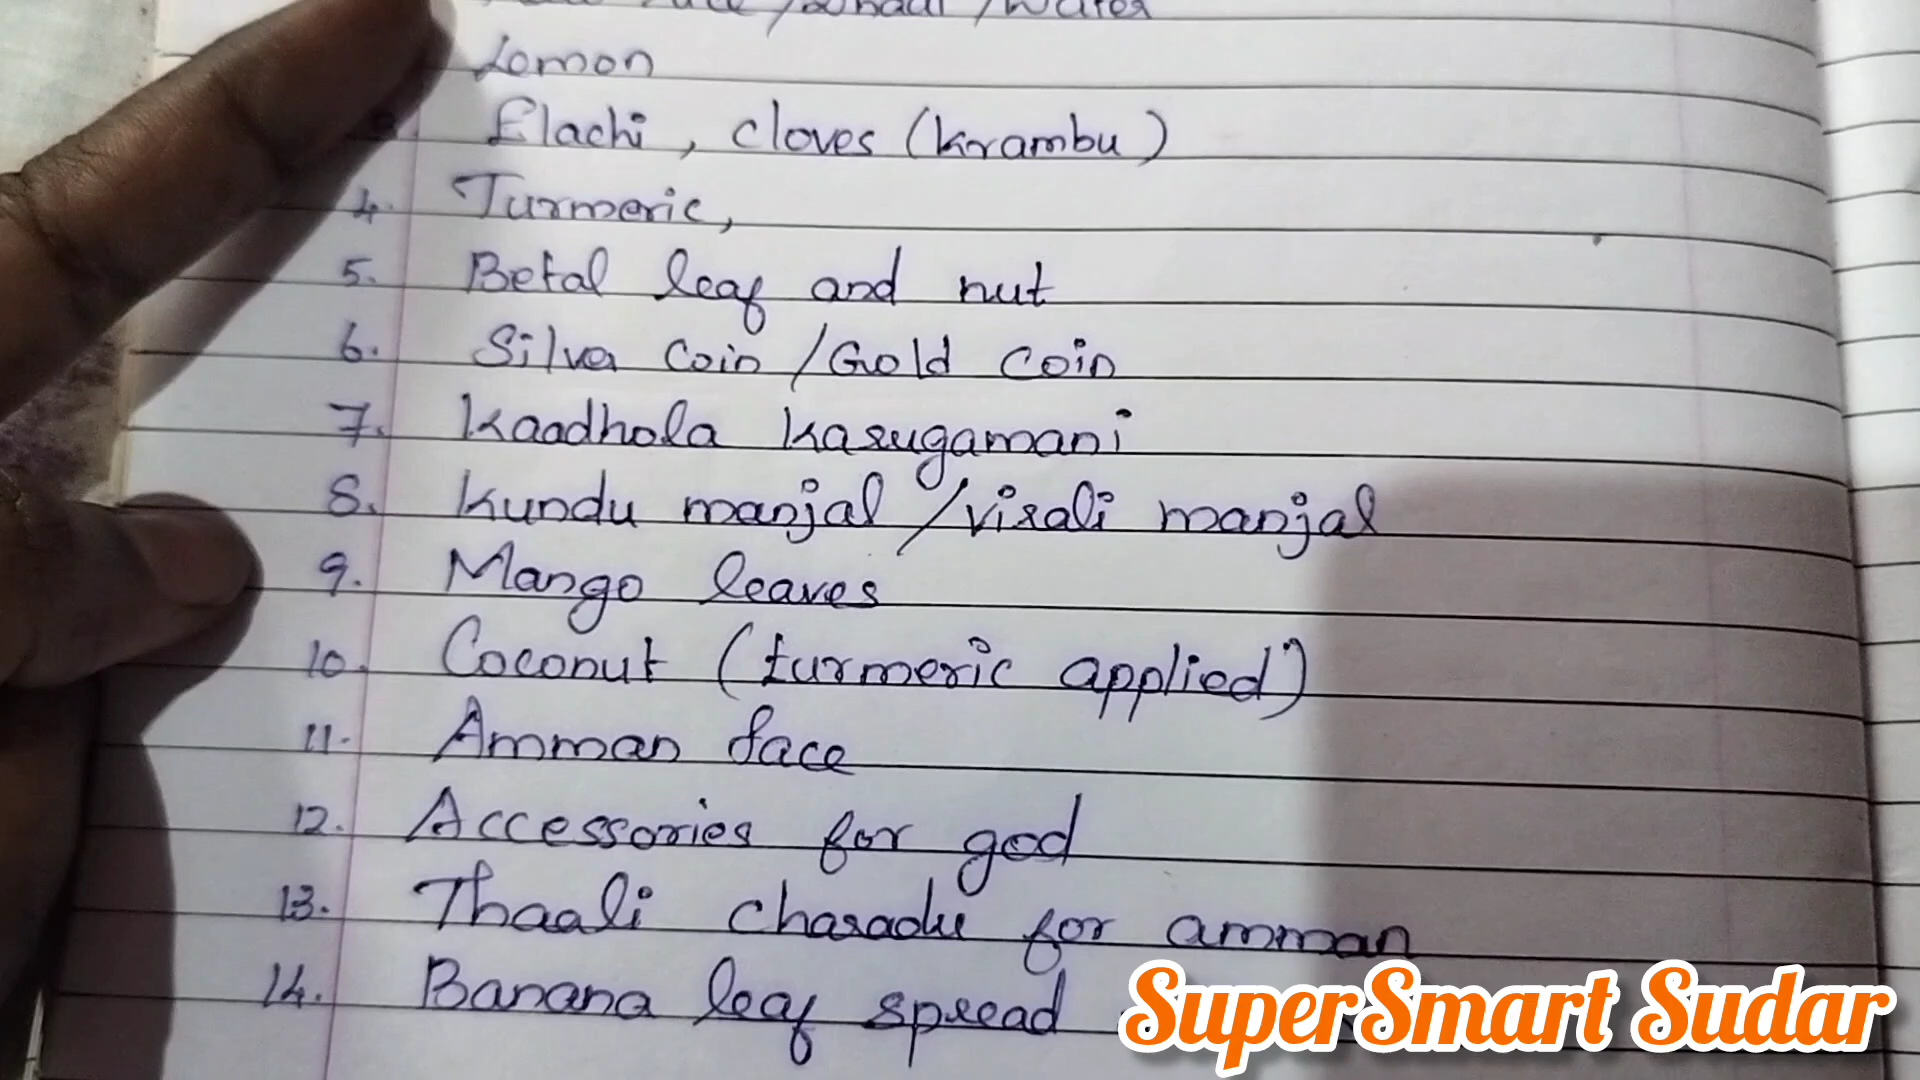 /Water
Lemon
Elachi, Cloves (Krambu)
4. Turmeric,
5. Betal leaf and nut
6. Silver Coin /Gold Coin
7. Kaadhola Karugamani
8. Kundu manjal /Virali manjal
9. Mango leaves
10. Coconut (turmeric applied)
11. Amman face
12. Accessories for god
13. Thaali Charadu for amman
14. Banana leaf spread
SuperSmart Sudar